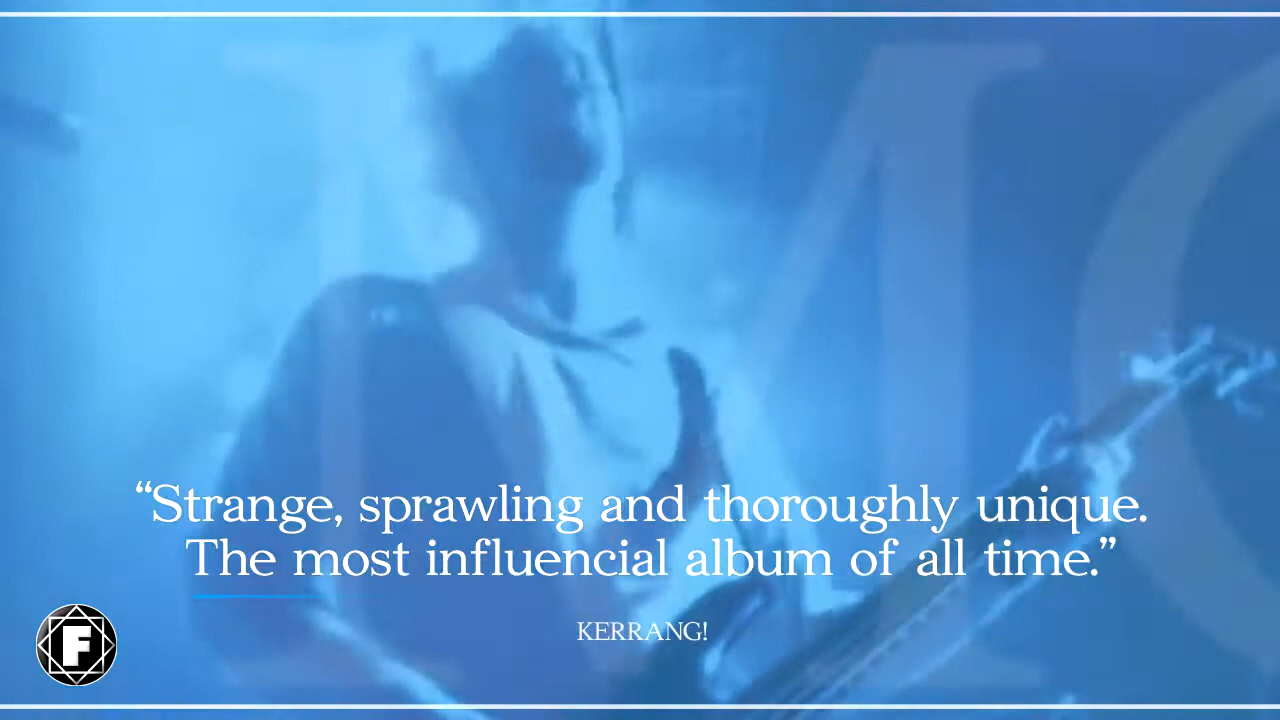 “Strange, sprawling and thoroughly unique.
The most influencial album of all time.”
KERRANG!
F